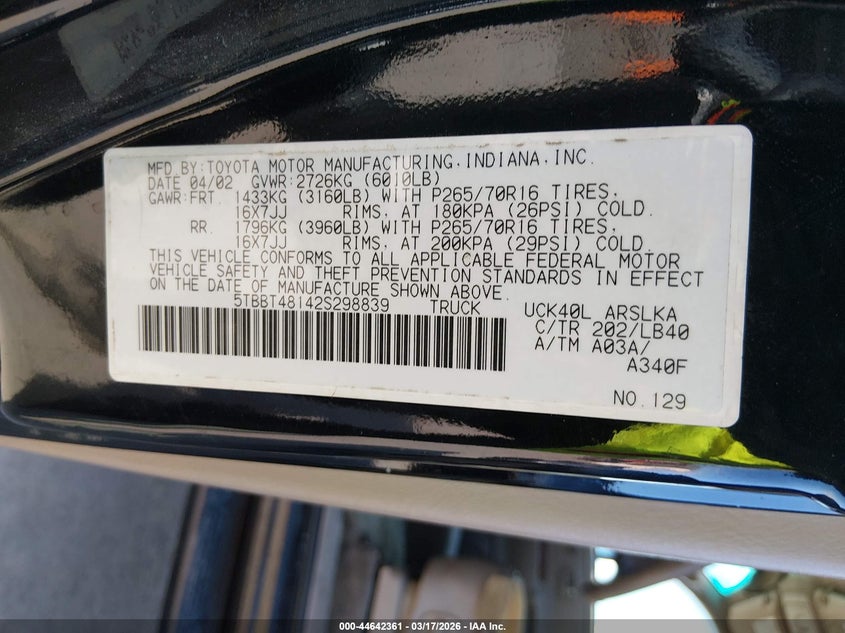 MFD.BY:TOYOTA MOTOR MANUFACTURING,INDIANA,INC.
DATE 04/02 GVWR:2726KG (6010LB)
GAWR:FRT. 1433KG (3160LB) WITH P265/70R16 TIRES,
16X7JJ RIMS, AT 180KPA (26PSI) COLD.
RR. 1796KG (3960LB) WITH P265/70R16 TIRES,
16X7JJ RIMS, AT 200KPA (29PSI) COLD.
THIS VEHICLE CONFORMS TO ALL APPLICABLE FEDERAL MOTOR
VEHICLE SAFETY AND THEFT PREVENTION STANDARDS IN EFFECT
ON THE DATE OF MANUFACTURE SHOWN ABOVE.
5TBBT48142S298839 TRUCK
UCK40L ARSLKA
C/TR 202/LB40
A/TM A03A/
A340F
NO.129
000-44642361 - 03/17/2026 - IAA Inc.